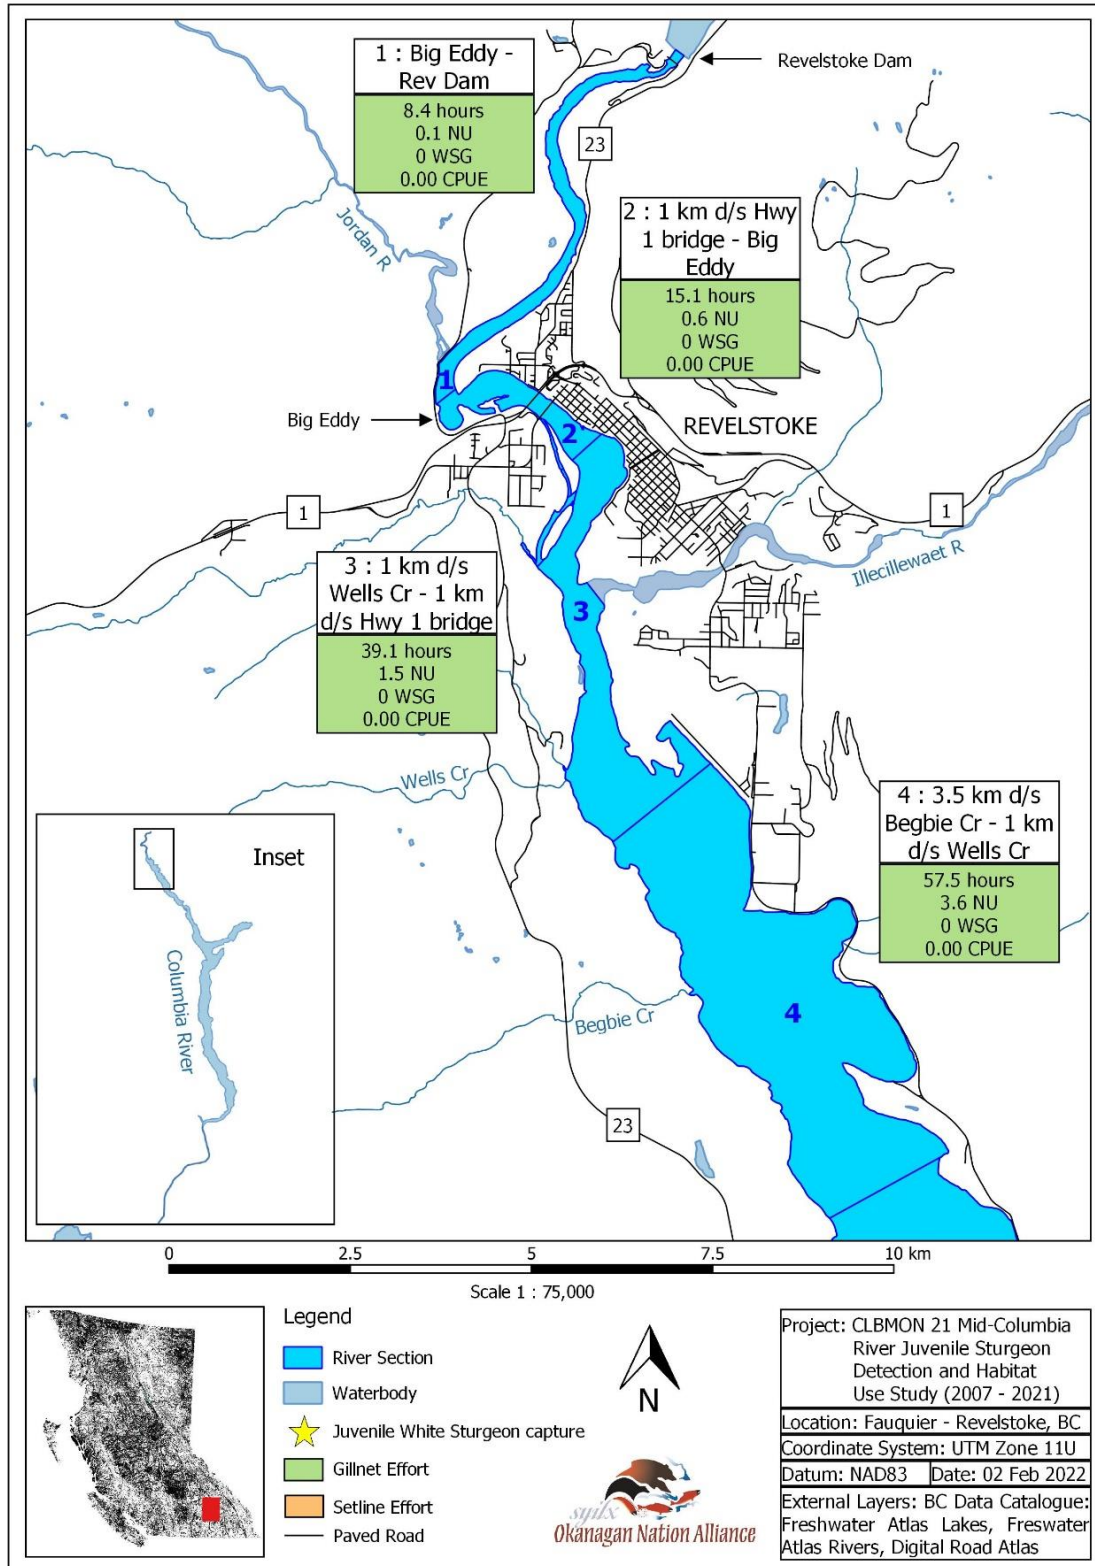 1 : Big Eddy -
Rev Dam
8.4 hours
0.1 NU
0 WSG
0.00 CPUE
Revelstoke Dam
23
2 : 1 km d/s Hwy
1 bridge - Big
Eddy
15.1 hours
0.6 NU
0 WSG
0.00 CPUE
Jordan R
1
Big Eddy
2
REVELSTOKE
1
1
Illecillewaet R
3 : 1 km d/s
Wells Cr - 1 km
d/s Hwy 1 bridge
39.1 hours
1.5 NU
0 WSG
0.00 CPUE
3
Wells Cr
4 : 3.5 km d/s
Begbie Cr - 1 km
d/s Wells Cr
57.5 hours
3.6 NU
0 WSG
0.00 CPUE
Inset
Columbia River
Begbie Cr
4
23
0 2.5 5 7.5 10 km
Scale 1 : 75,000
Legend
River Section
Waterbody
Juvenile White Sturgeon capture
Gillnet Effort
Setline Effort
Paved Road
N
syilx
Okanagan Nation Alliance
Project: CLBMON 21 Mid-Columbia
River Juvenile Sturgeon
Detection and Habitat
Use Study (2007 - 2021)
Location: Fauquier - Revelstoke, BC
Coordinate System: UTM Zone 11U
Datum: NAD83 Date: 02 Feb 2022
External Layers: BC Data Catalogue:
Freshwater Atlas Lakes, Freswater
Atlas Rivers, Digital Road Atlas